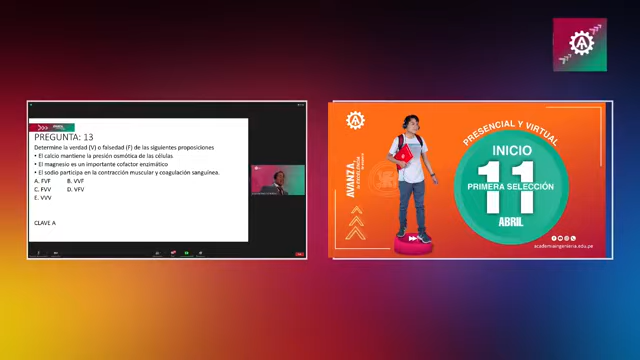 PREGUNTA: 13
Determine la verdad (V) o falsedad (F) de las siguientes proposiciones
• El calcio mantiene la presión osmótica de las células
• El magnesio es un importante cofactor enzimático
• El sodio participa en la contracción muscular y coagulación sanguínea.
A. FVF B. VVF
C. FVV D. VFV
E. VVV
CLAVE A
AVANZA,
PRESENCIAL Y VIRTUAL
INICIO
11
PRIMERA SELECCIÓN
ABRIL
academiaingenieria.edu.pe